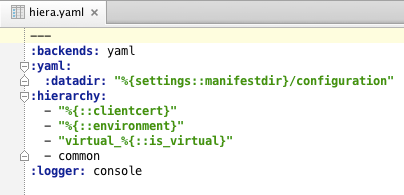 hiera.yaml ×
---
:backends: yaml
:yaml:
  :datadir: "%{settings::manifestdir}/configuration"
:hierarchy:
  - "%{::clientcert}"
  - "%{::environment}"
  - "virtual_%{::is_virtual}"
  - common
:logger: console